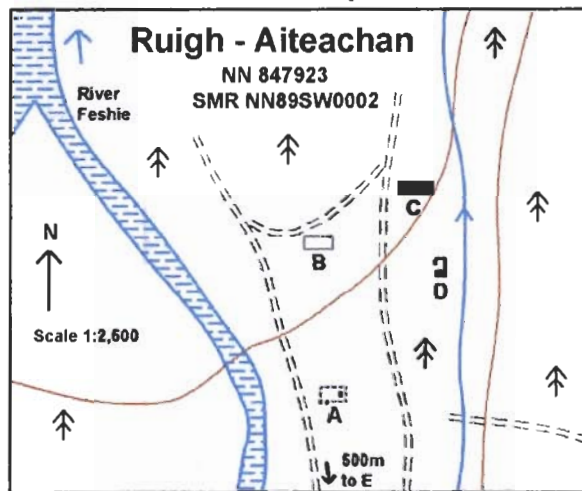 Ruigh - Aiteachan
NN 847923
SMR NN89SW0002
River
Feshie
N
C
B
D
Scale 1:2,500
A
500m
to E